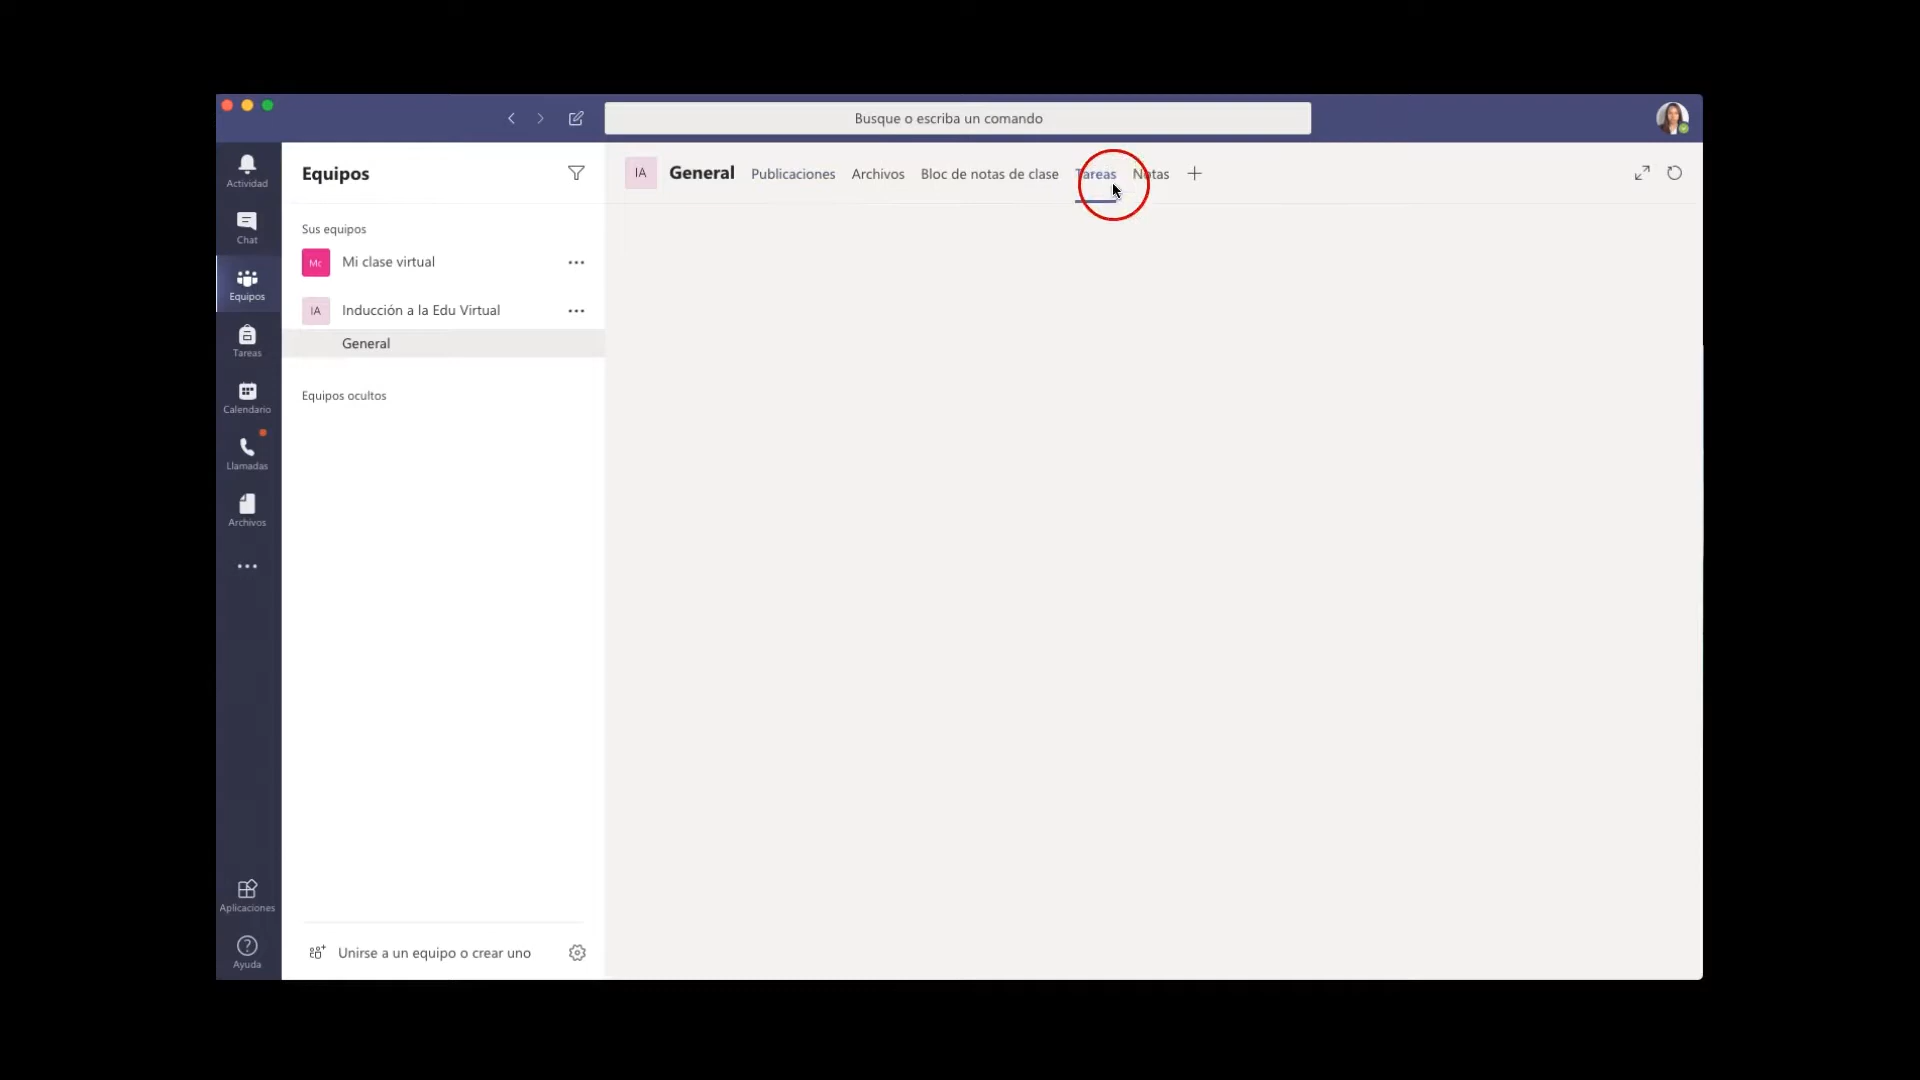 Busque o escriba un comando
Actividad
Chat
Equipos
Tareas
Calendario
Llamadas
Archivos
Aplicaciones
Ayuda
Equipos
Sus equipos
Mc Mi clase virtual
IA Inducción a la Edu Virtual
General
Equipos ocultos
Unirse a un equipo o crear uno
IA General Publicaciones Archivos Bloc de notas de clase Tareas Notas